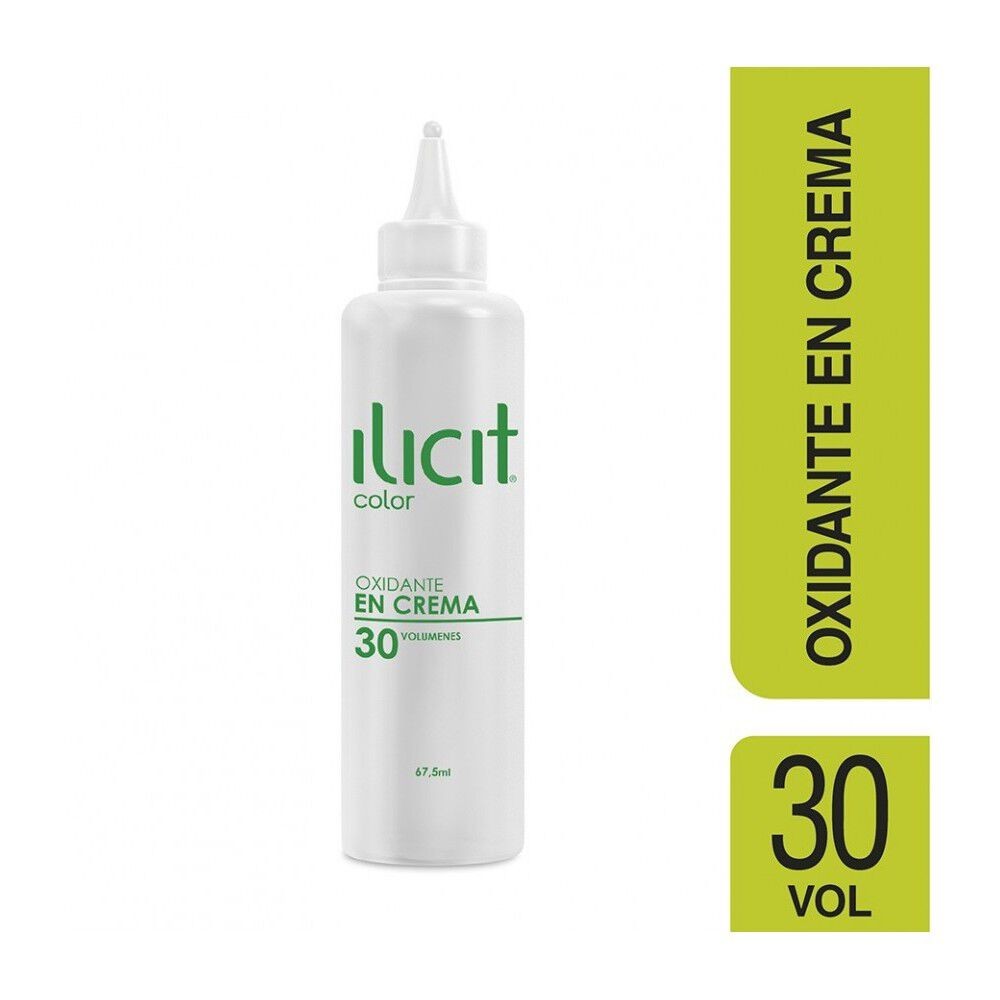 ilicit®
color
OXIDANTE
EN CREMA
30 VOLUMENES
67,5ml
OXIDANTE EN CREMA
30
VOL